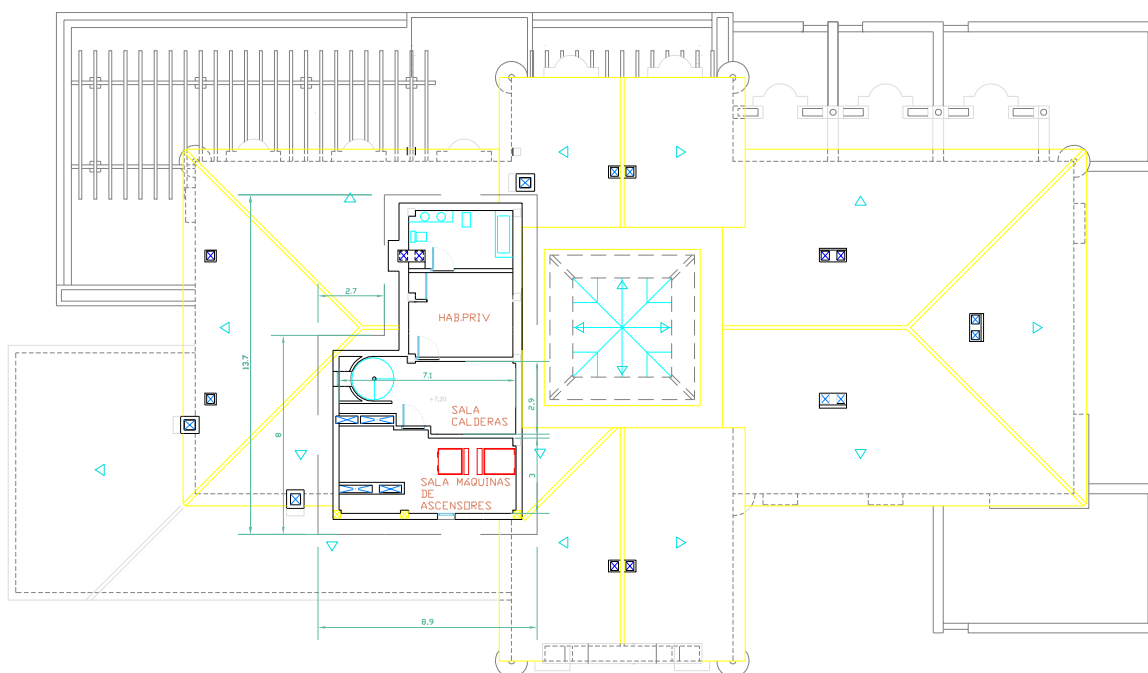 2.7
HAB.PRIV
13.7
7.1
+7,20
2.9
SALA
CALDERAS
8
3
SALA MAQUINAS
DE
ASCENSORES
8.9